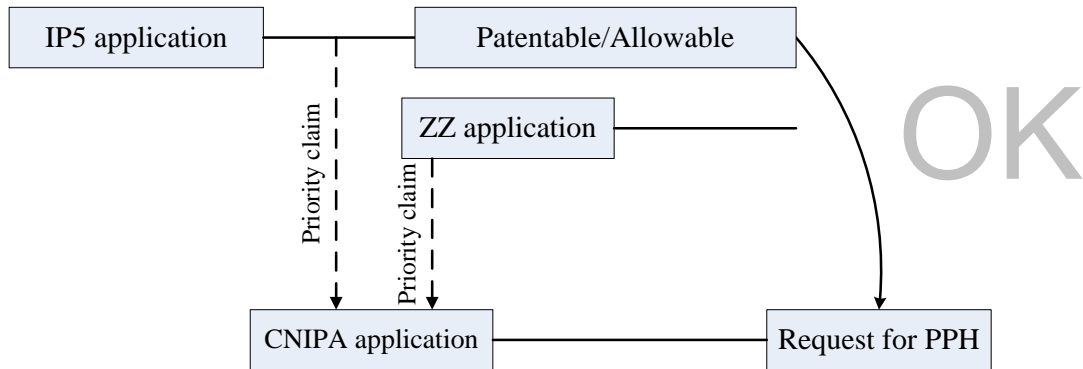 IP5 application
Patentable/Allowable
Priority claim
ZZ application
Priority claim
OK
CNIPA application
Request for PPH